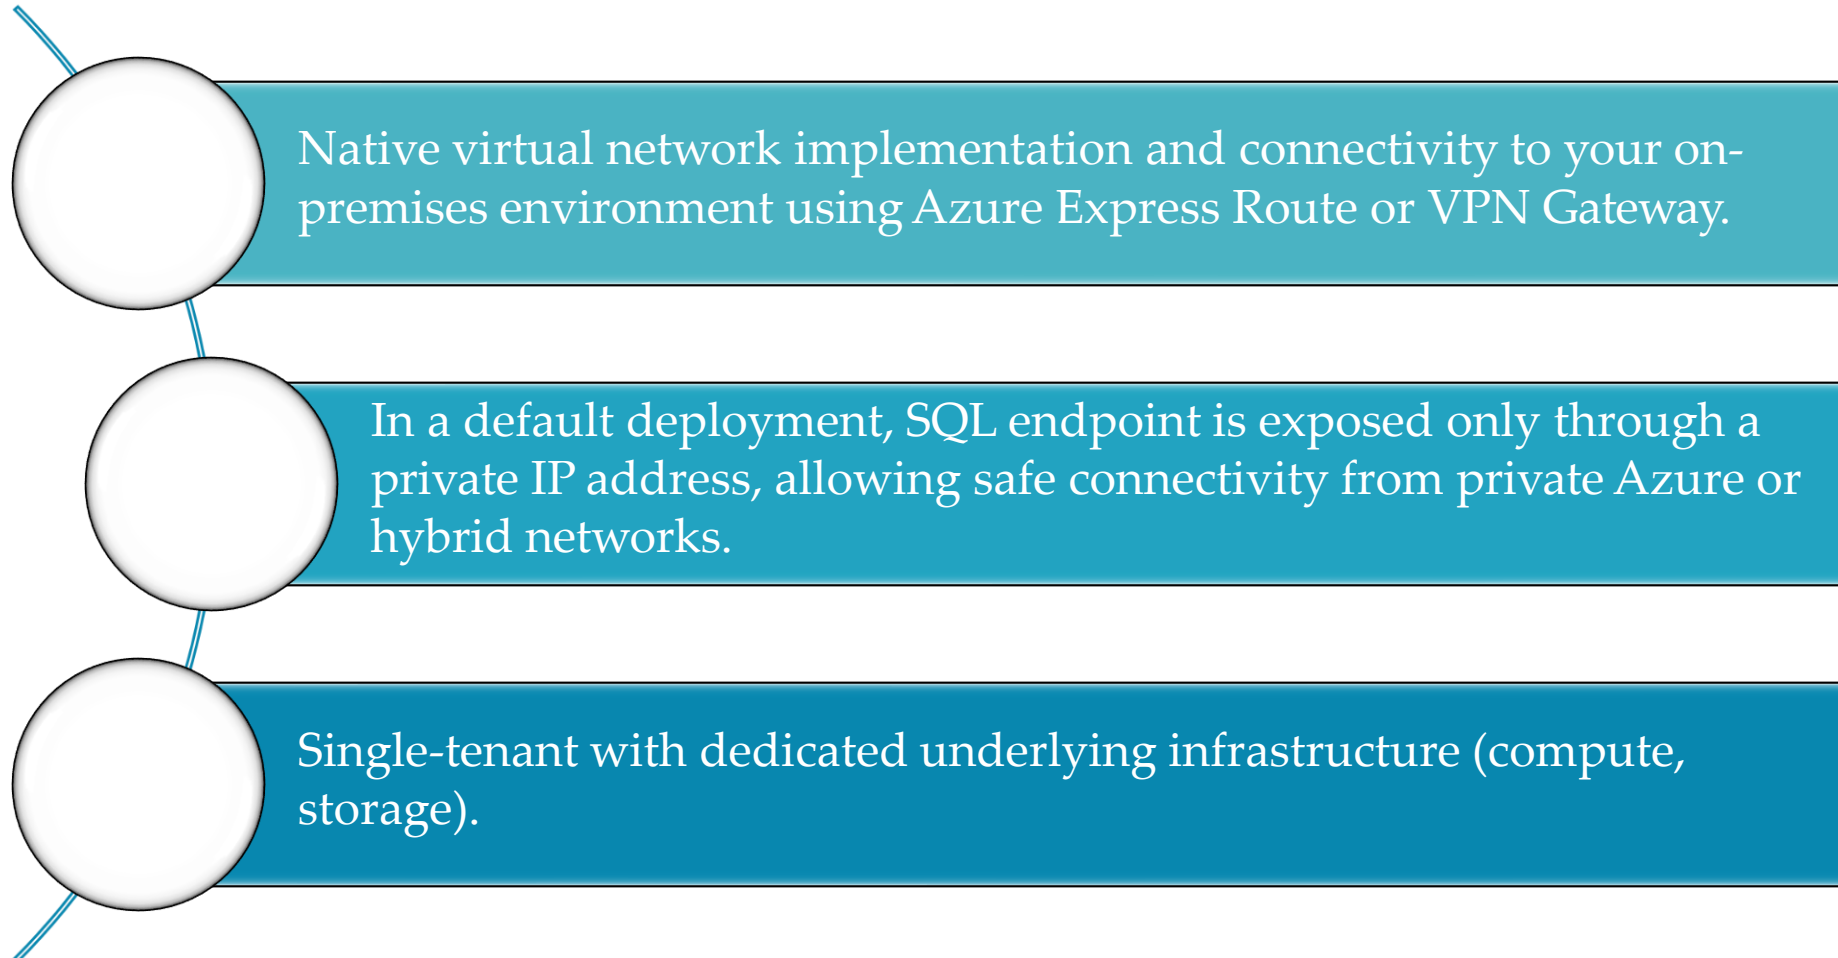 Native virtual network implementation and connectivity to your on-
premises environment using Azure Express Route or VPN Gateway.
In a default deployment, SQL endpoint is exposed only through a
private IP address, allowing safe connectivity from private Azure or
hybrid networks.
Single-tenant with dedicated underlying infrastructure (compute,
storage).